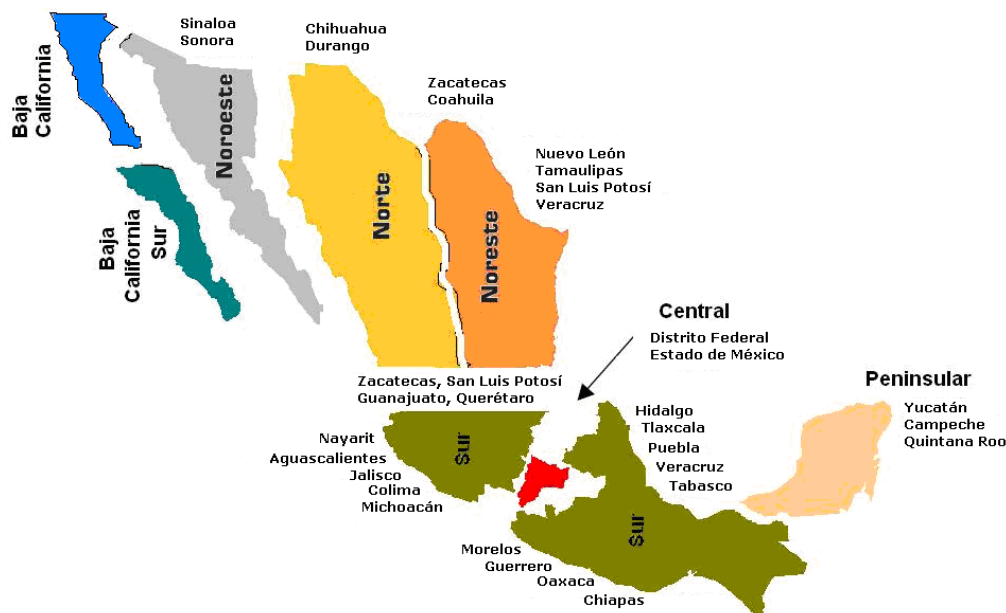 Sinaloa
Sonora
Chihuahua
Durango
Zacatecas
Coahuila
Nuevo León
Tamaulipas
San Luis Potosí
Veracruz
Baja
California
Noroeste
Norte
Noreste
Baja
California
Sur
Central
Distrito Federal
Estado de México
Zacatecas, San Luis Potosí
Guanajuato, Querétaro
Peninsular
Yucatán
Campeche
Quintana Roo
Nayarit
Aguascalientes
Jalisco
Colima
Michoacán
Sur
Hidalgo
Tlaxcala
Puebla
Veracruz
Tabasco
Sur
Morelos
Guerrero
Oaxaca
Chiapas